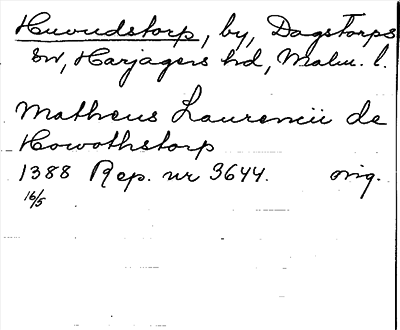 Huvudstorp, by, Dagstorps
sn, Harjagers hd, Malm. l.
Matheus Laurencii de
Howothstorp
1388 Rep. nr 3644. orig.
16/5